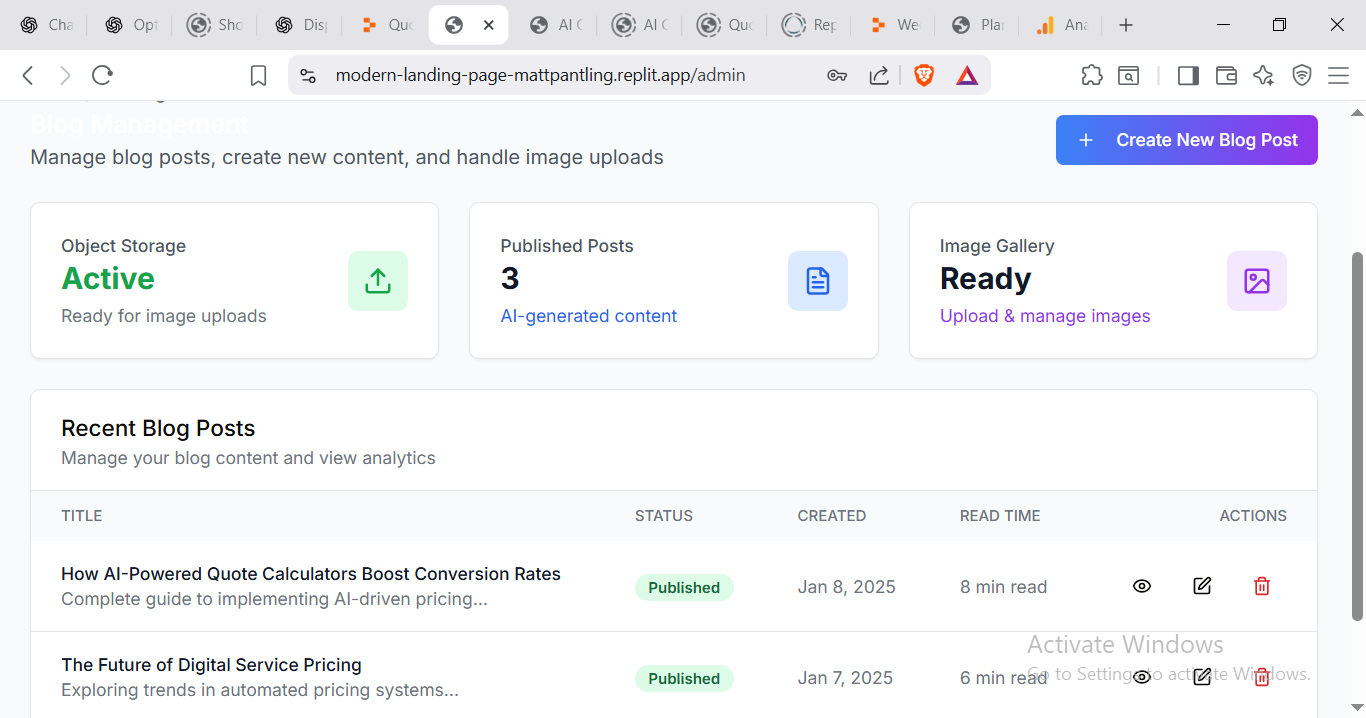 Cha
Opt
Sho
Dis
Quo
AI C
AI C
Quo
Rep
We
Plar
Ana
modern-landing-page-mattpantling.replit.app/admin
Blog Management
Manage blog posts, create new content, and handle image uploads
+ Create New Blog Post
Object Storage
Active
Ready for image uploads
Published Posts
3
AI-generated content
Image Gallery
Ready
Upload & manage images
Recent Blog Posts
Manage your blog content and view analytics
TITLE STATUS CREATED READ TIME ACTIONS
How AI-Powered Quote Calculators Boost Conversion Rates
Complete guide to implementing AI-driven pricing...
Published Jan 8, 2025 8 min read
The Future of Digital Service Pricing
Exploring trends in automated pricing systems...
Published Jan 7, 2025 6 min read
Activate Windows
Go to Settings to activate Windows.